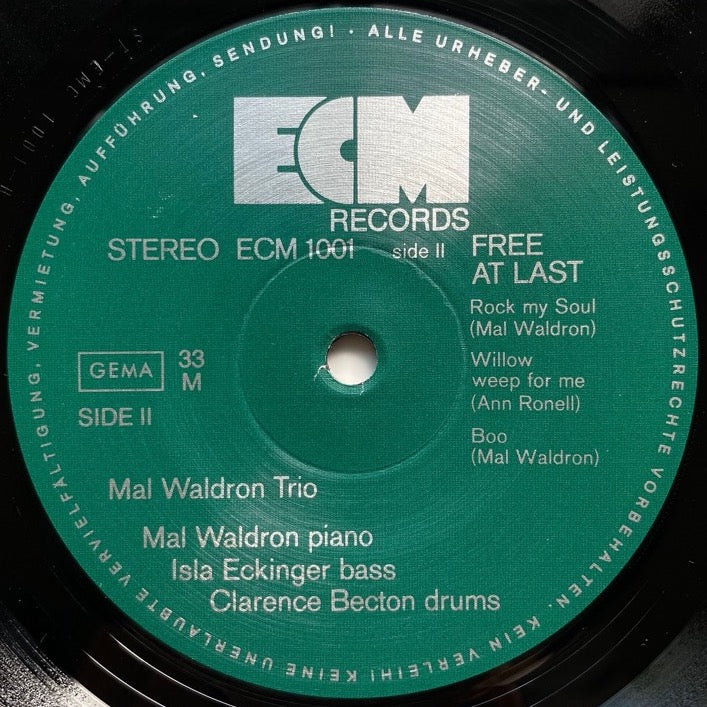 ALLE URHEBER- UND LEISTUNGSSCHUTZRECHTE VORBEHALTEN. KEIN VERLEIH! KEINE UNERLAUBTE VERVIELFÄLTIGUNG, VERMIETUNG, AUFFÜHRUNG, SENDUNG! ·
ECM
RECORDS
STEREO ECM 1001 side II
FREE
AT LAST
Rock my Soul
(Mal Waldron)
Willow
weep for me
(Ann Ronell)
Boo
(Mal Waldron)
GEMA
33
M
SIDE II
Mal Waldron Trio
Mal Waldron piano
Isla Eckinger bass
Clarence Becton drums